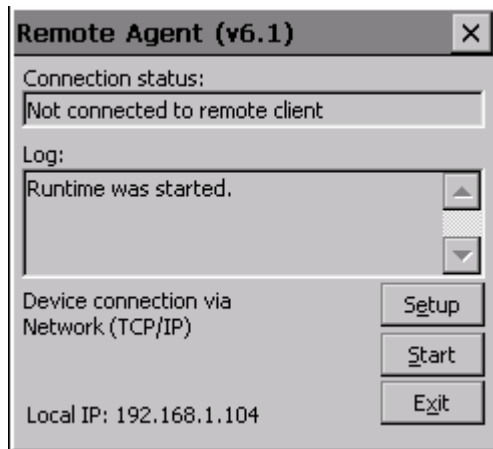 Remote Agent (v6.1)
Connection status:
Not connected to remote client
Log:
Runtime was started.
Device connection via
Network (TCP/IP)
Setup
Start
Local IP: 192.168.1.104
Exit